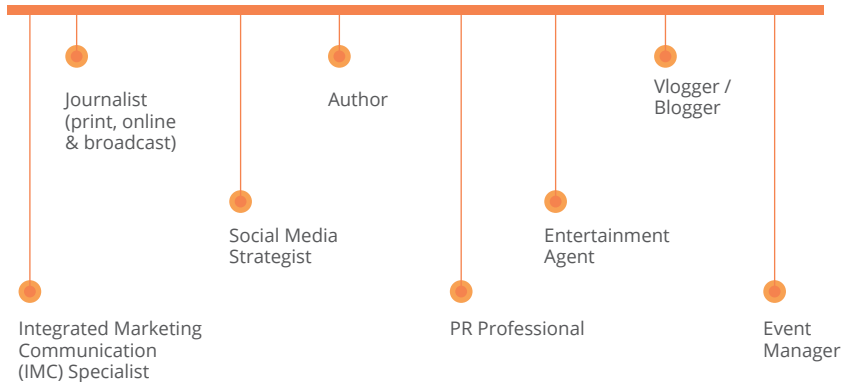 Journalist
(print, online
& broadcast)
Author
Vlogger /
Blogger
Social Media
Strategist
Entertainment
Agent
Integrated Marketing
Communication
(IMC) Specialist
PR Professional
Event
Manager